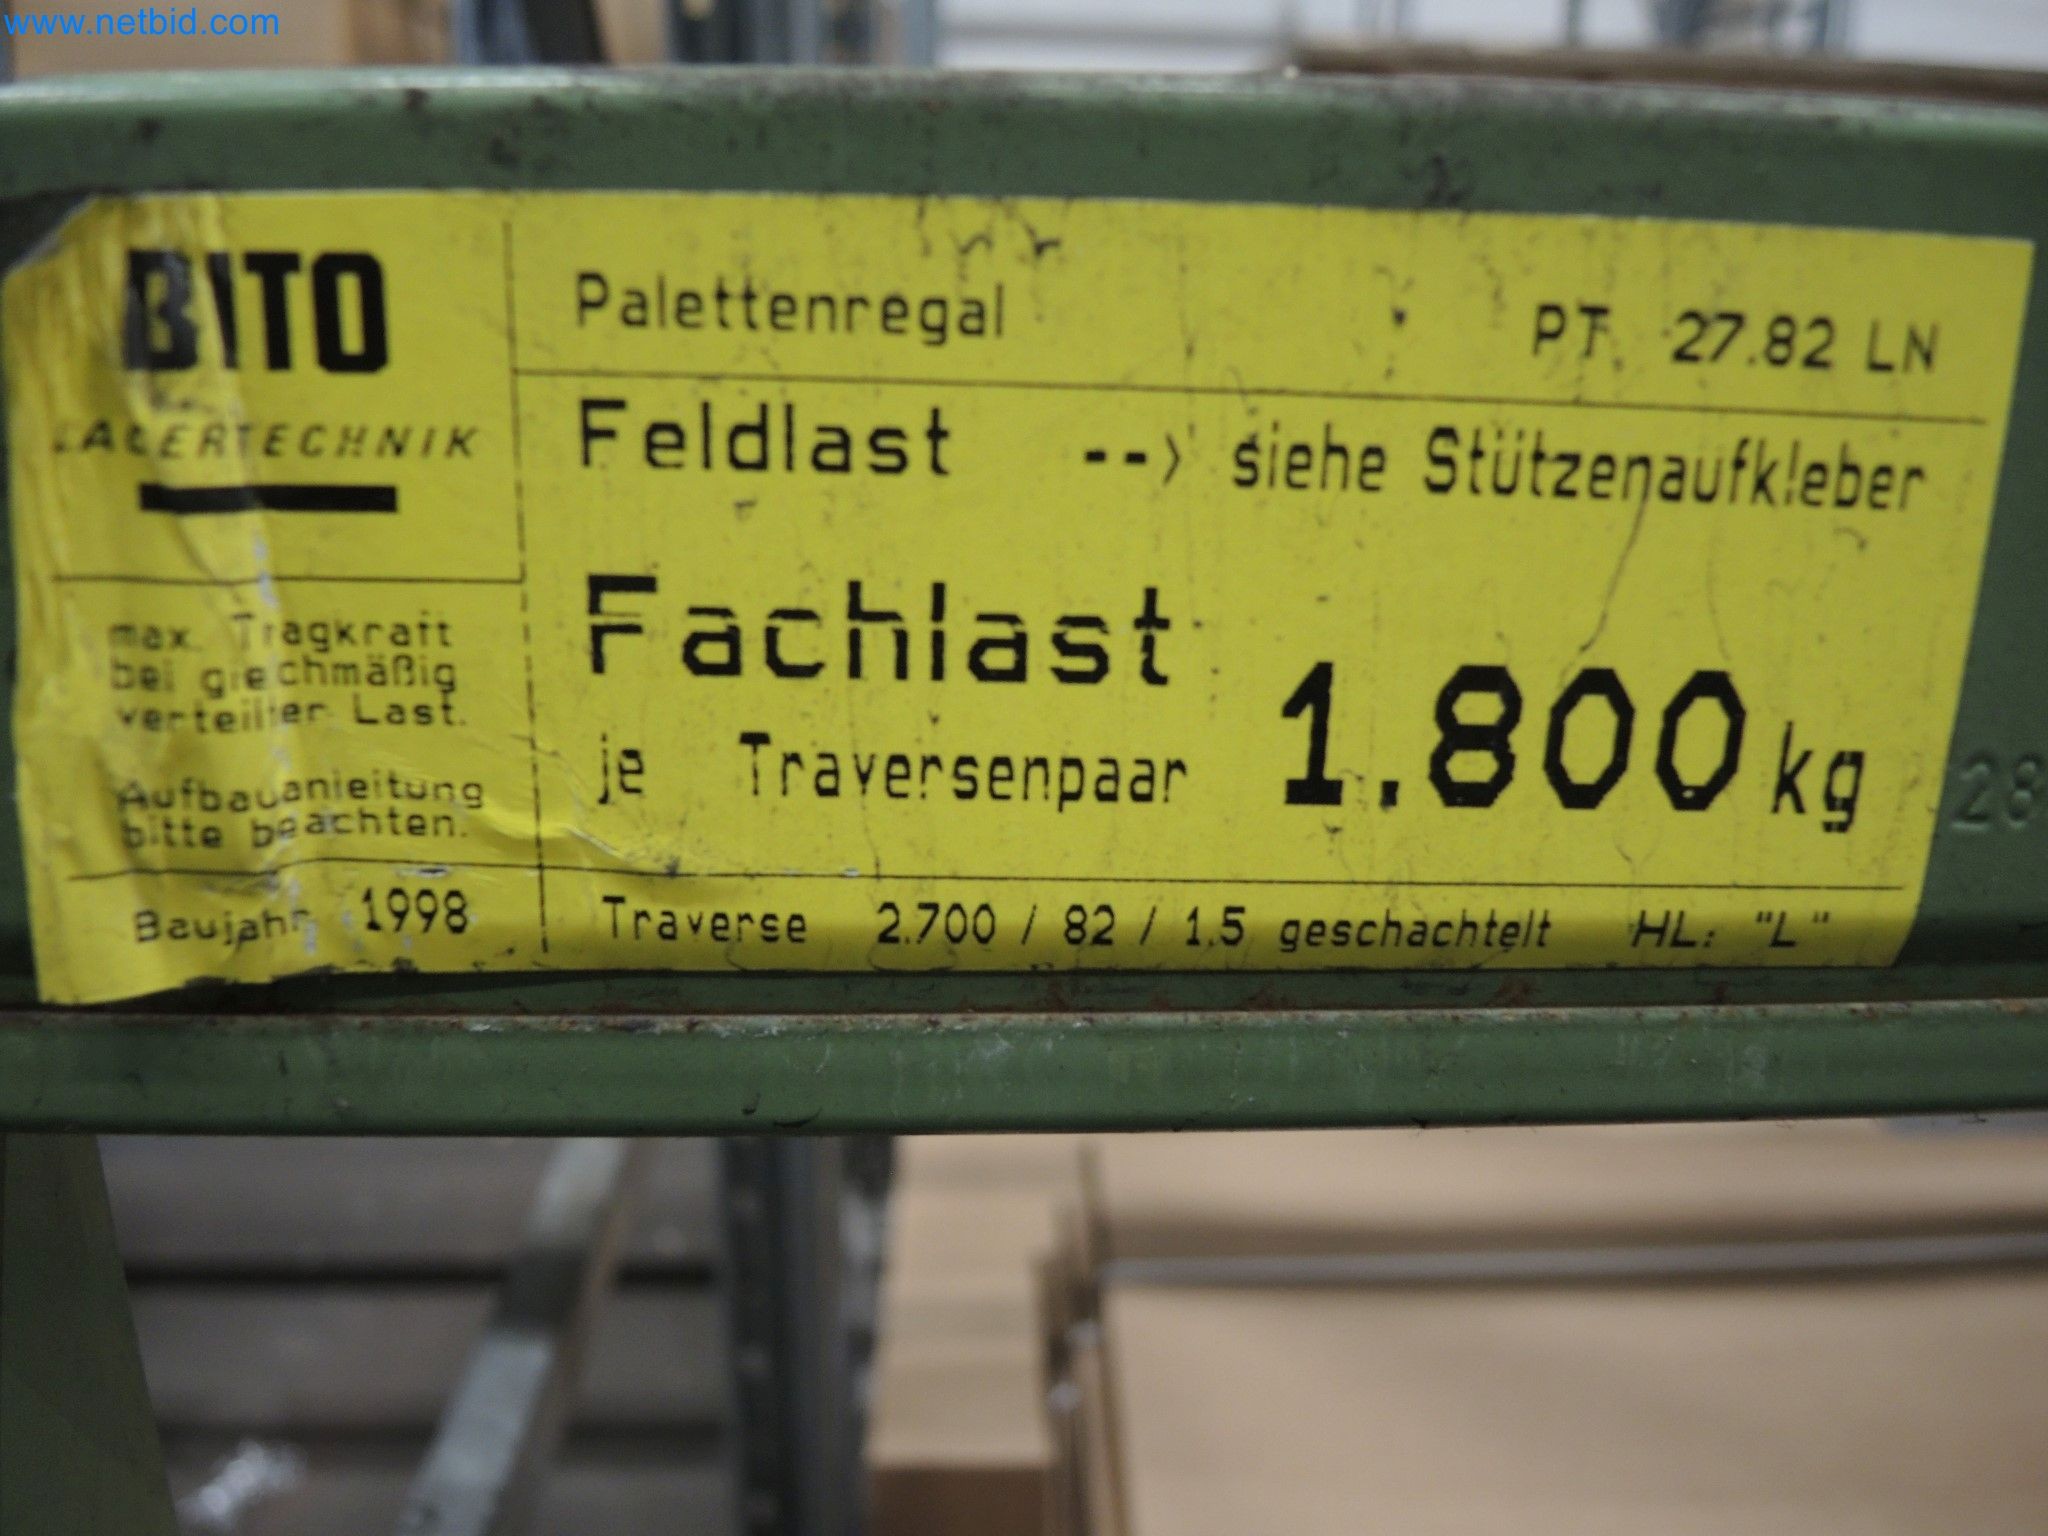 www.netbid.com
BITO
LAGERTECHNIK
max. Tragkraft
bei gleichmäßig
verteilter Last.
Aufbauanleitung
bitte beachten.
Baujahr 1998
Palettenregal PT 27.82 LN
Feldlast --> siehe Stützenaufkleber
Fachlast
je Traversenpaar 1.800 kg
Traverse 2.700 / 82 / 1,5 geschachtelt HL: "L"
28